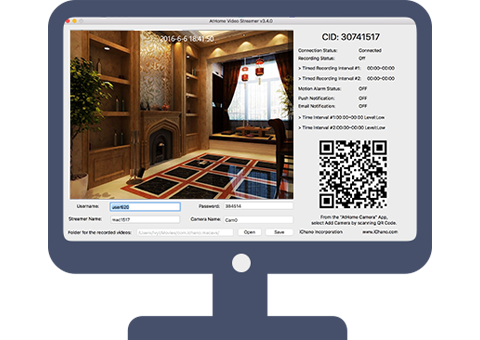 AtHome Video Streamer v3.4.0
2016-6-6 18:41:50
CID: 30741517
Connection Status: Connected
Recording Status: Off
> Timed Recording Interval #1: 00:00~00:00
> Timed Recording Interval #2: 00:00~00:00
Motion Alarm Status: OFF
Push Notification: OFF
Email Notification: OFF
> Time Interval #1:00:00~00:00 Level:Low
> Time Interval #2:00:00~00:00 Level:Low
From the "AtHome Camera" App,
select Add Camera by scanning QR Code.
iChano Incorporation www.ichano.com
Username: Password: 364614
Streamer Name: mac1517 Camera Name: Cam0
Folder for the recorded videos: Open Save